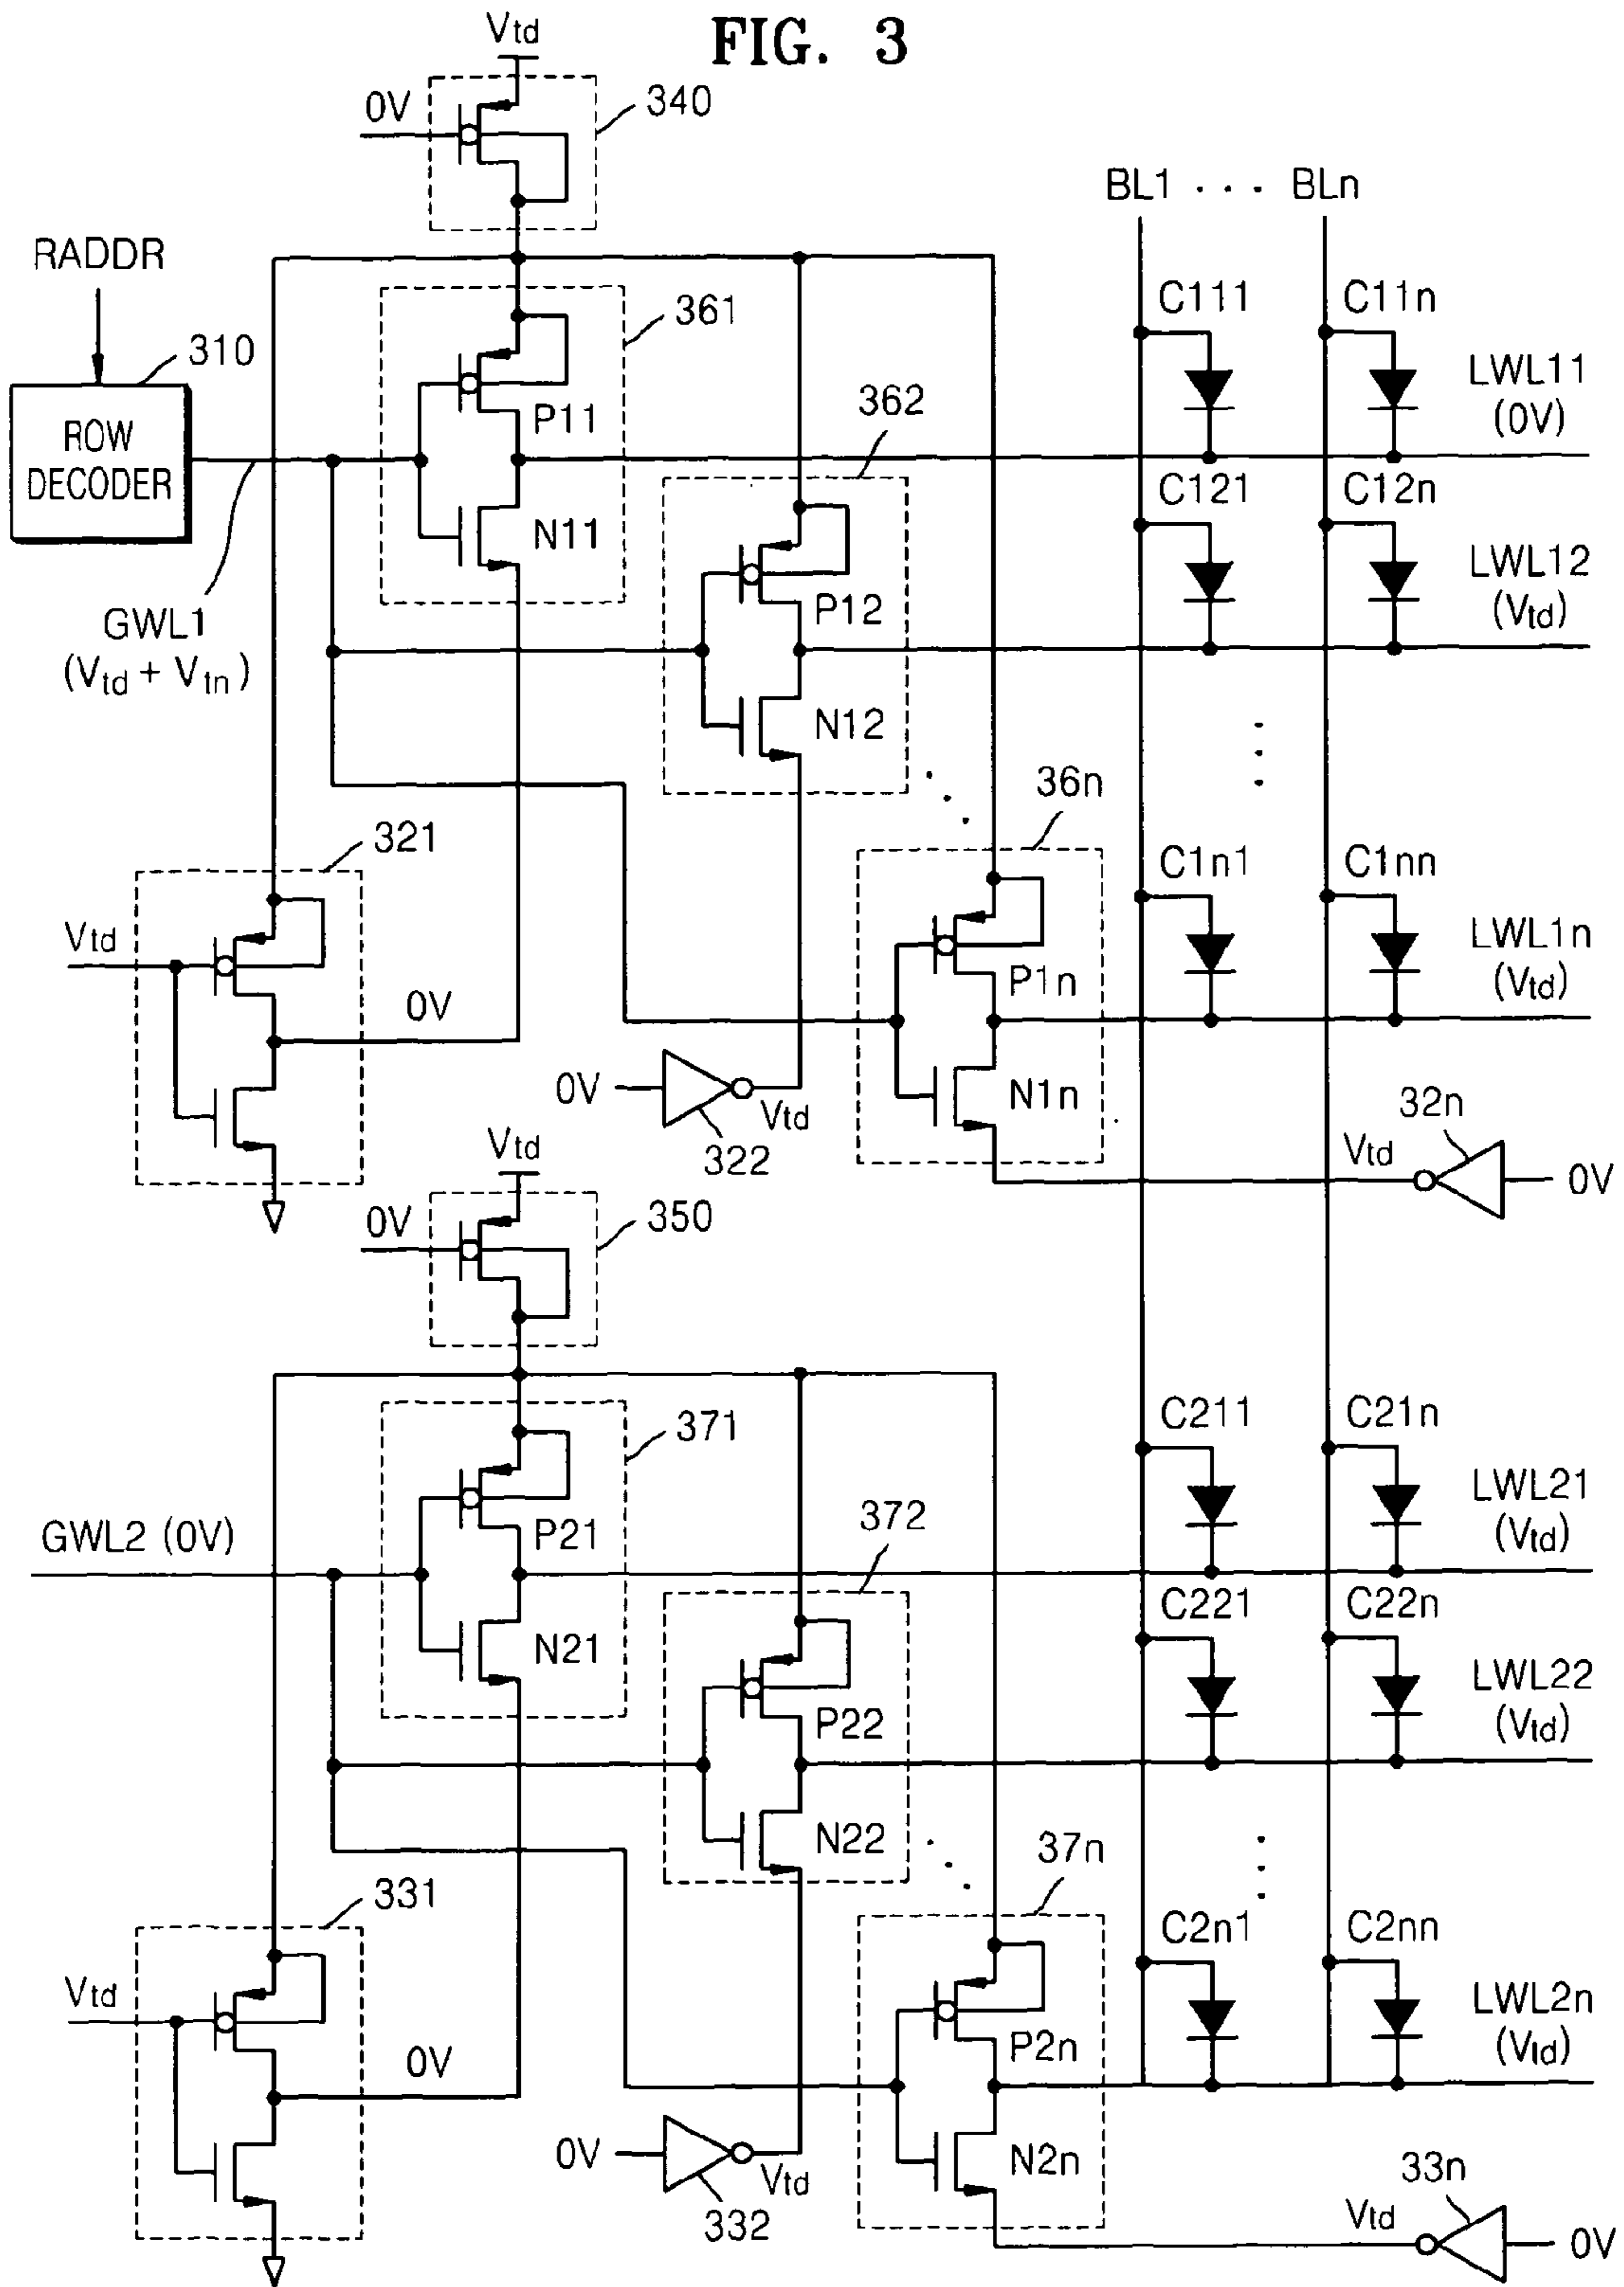 FIG. 3
Vtd
0V
340
BL1 · · · BLn
RADDR
C111
C11n
361
310
LWL11
(0V)
ROW
DECODER
P11
362
C121
C12n
N11
LWL12
(Vtd)
P12
GWL1
(Vtd + Vtn)
N12
36n
321
C1n1
C1nn
Vtd
LWL1n
(Vtd)
P1n
0V
0V
Vtd
322
N1n
32n
Vtd
0V
Vtd
0V
350
C211
C21n
371
LWL21
(Vtd)
372
GWL2 (0V)
P21
C221
C22n
N21
LWL22
(Vtd)
P22
N22
37n
331
C2n1
C2nn
Vtd
LWL2n
(Vtd)
P2n
0V
0V
Vtd
332
N2n
33n
Vtd
0V